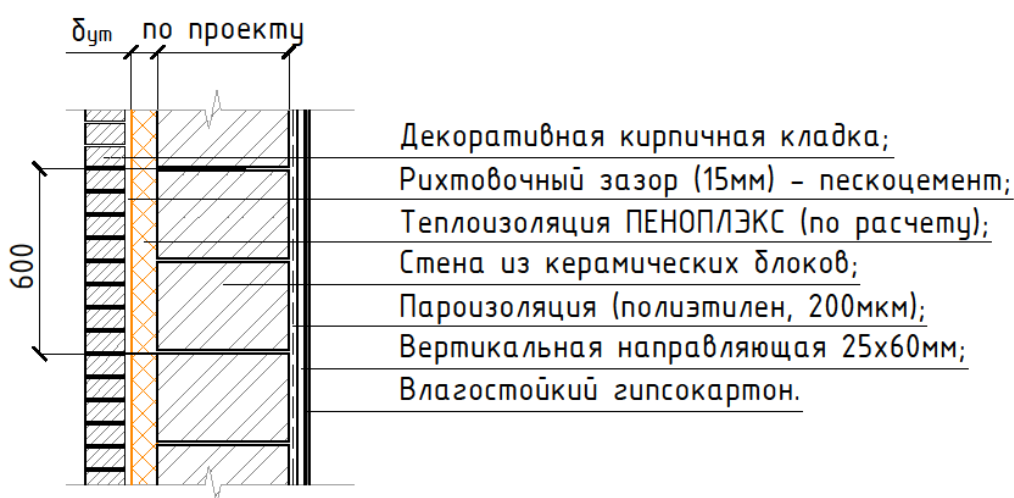 δут по проекту
Декоративная кирпичная кладка;
Рихтовочный зазор (15мм) – пескоцемент;
Теплоизоляция ПЕНОПЛЭКС (по расчету);
Стена из керамических блоков;
600
Пароизоляция (полиэтилен, 200мкм);
Вертикальная направляющая 25х60мм;
Влагостойкий гипсокартон.